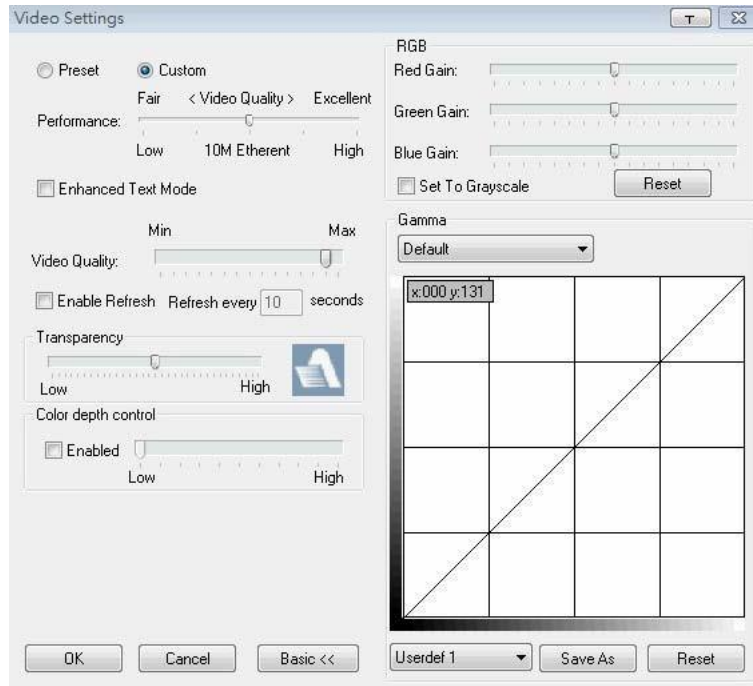 Video Settings
T
Preset
Custom
Fair < Video Quality > Excellent
Performance:
Low 10M Etherent High
Enhanced Text Mode
Min Max
Video Quality:
Enable Refresh Refresh every 10 seconds
Transparency
Low High
Color depth control
Enabled
Low High
OK Cancel Basic <<
RGB
Red Gain:
Green Gain:
Blue Gain:
Set To Grayscale Reset
Gamma
Default
x:000 y:131
Userdef 1 Save As Reset